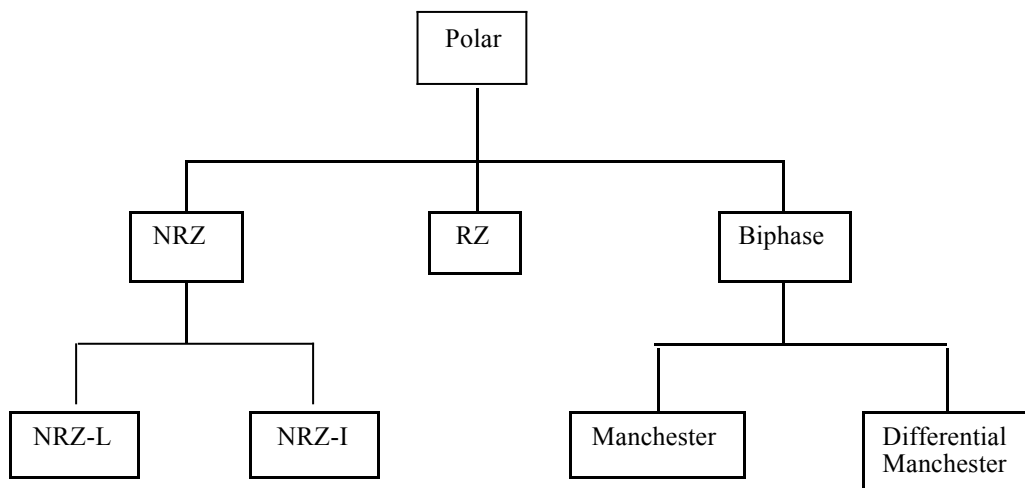 Polar
NRZ
RZ
Biphase
NRZ-L
NRZ-I
Manchester
Differential
Manchester